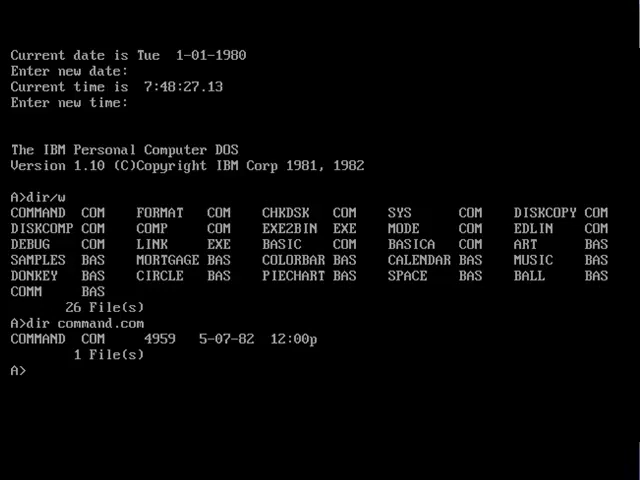 Current date is Tue  1-01-1980
Enter new date:
Current time is  7:48:27.13
Enter new time:
The IBM Personal Computer DOS
Version 1.10 (C)Copyright IBM Corp 1981, 1982
A>dir/w
COMMAND  COM    FORMAT   COM    CHKDSK   COM    SYS      COM    DISKCOPY COM
DISKCOMP COM    COMP     COM    EXE2BIN  EXE    MODE     COM    EDLIN    COM
DEBUG    COM    LINK     EXE    BASIC    COM    BASICA   COM    ART      BAS
SAMPLES  BAS    MORTGAGE BAS    COLORBAR BAS    CALENDAR BAS    MUSIC    BAS
DONKEY   BAS    CIRCLE   BAS    PIECHART BAS    SPACE    BAS    BALL     BAS
COMM     BAS
26 File(s)
A>dir command.com
COMMAND  COM     4959   5-07-82  12:00p
1 File(s)
A>